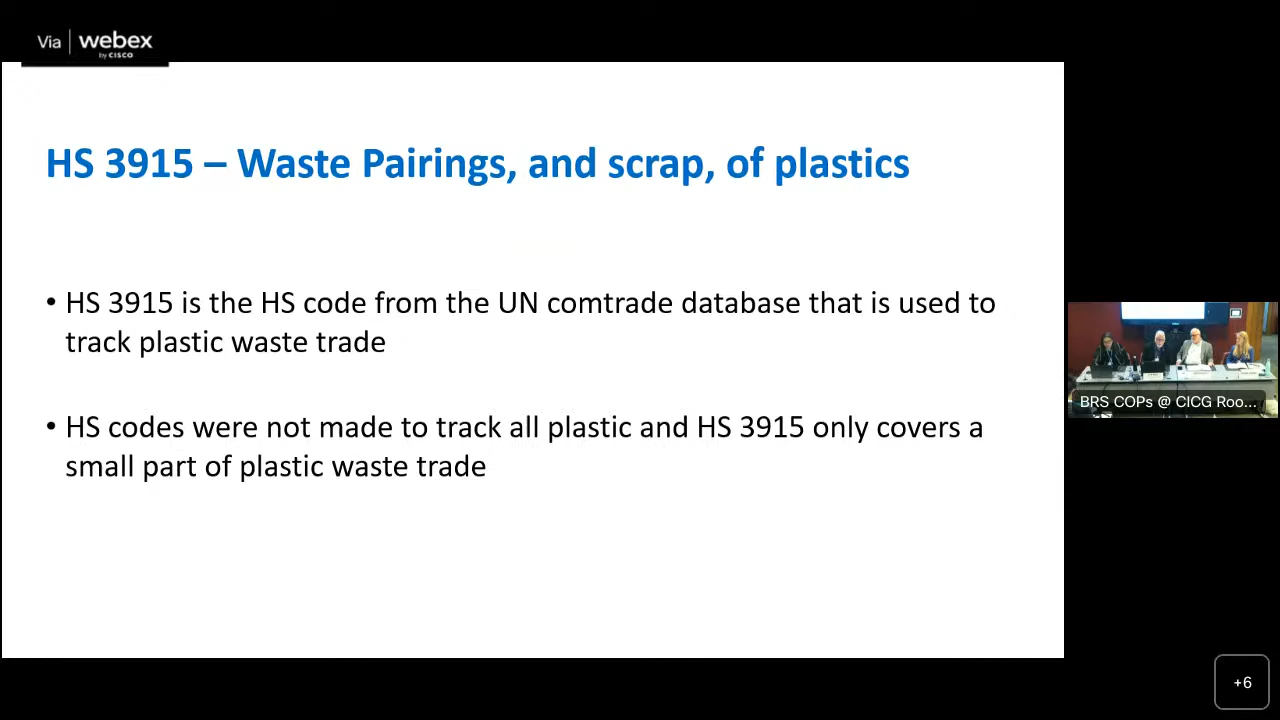 Via webex
by CISCO
HS 3915 – Waste Pairings, and scrap, of plastics
• HS 3915 is the HS code from the UN comtrade database that is used to
track plastic waste trade
• HS codes were not made to track all plastic and HS 3915 only covers a
small part of plastic waste trade
BRS COPs @ CICG Roo...
+6